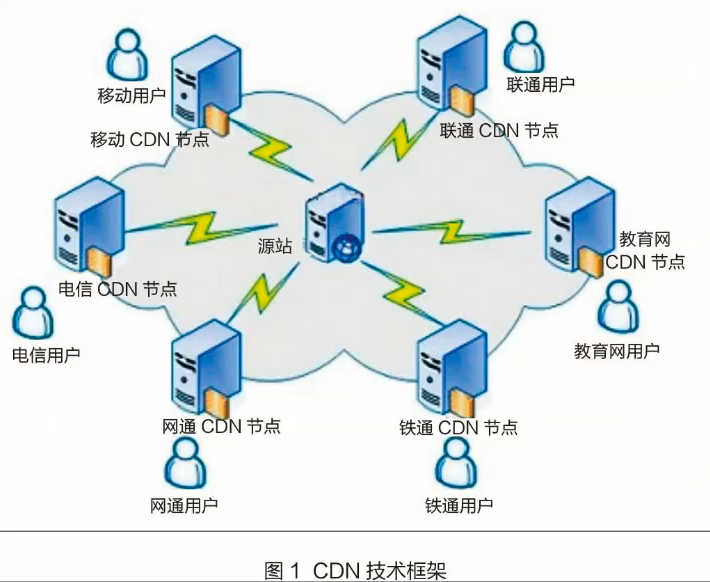 移动用户
联通用户
移动 CDN 节点
联通 CDN 节点
源站
教育网
CDN 节点
电信 CDN 节点
电信用户
教育网用户
网通 CDN 节点
铁通 CDN 节点
网通用户
铁通用户
图 1 CDN 技术框架